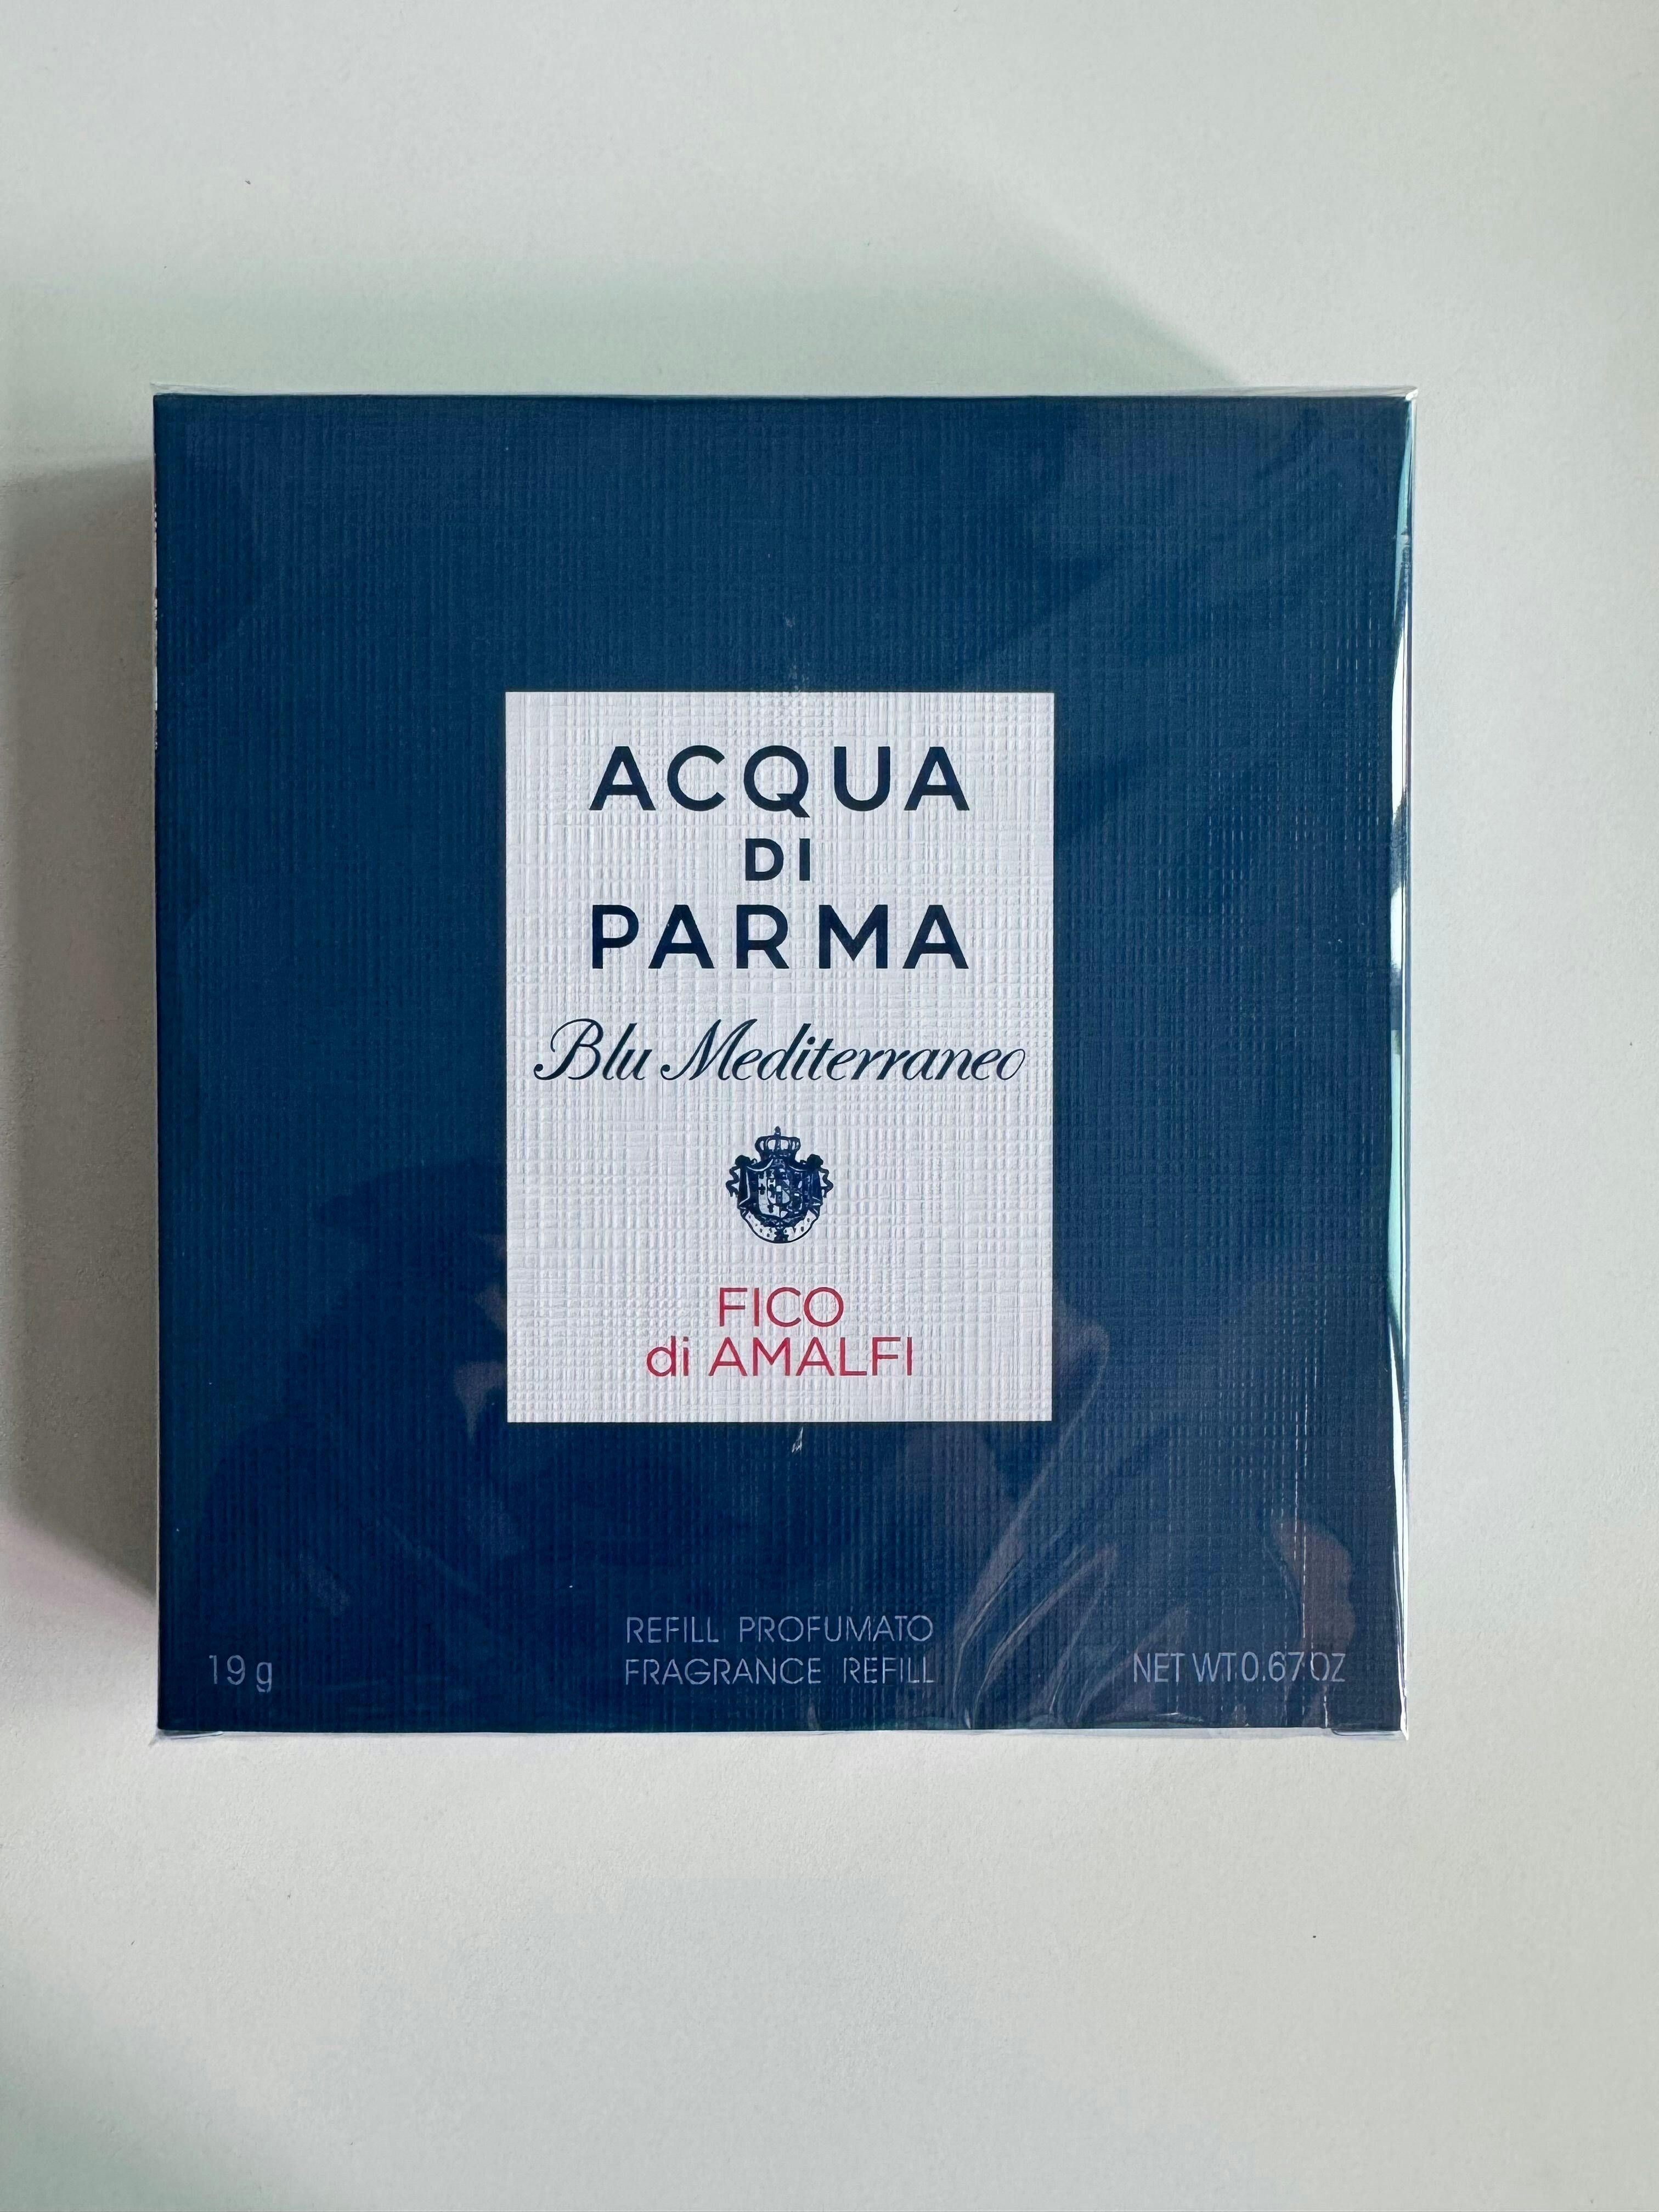 ACQUA
DI
PARMA
Blu Mediterraneo
FICO
di AMALFI
REFILL PROFUMATO
19 g FRAGRANCE REFILL NET WT. 0.67 OZ